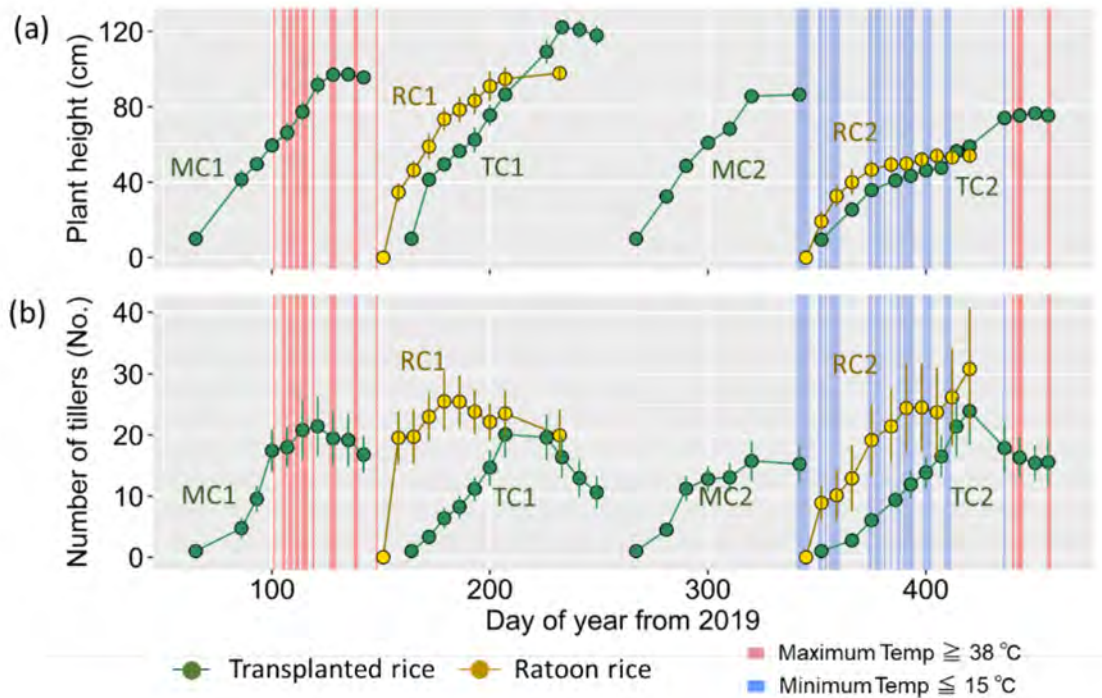 (a)
Plant height (cm)
120
80
40
0
MC1
RC1
TC1
MC2
RC2
TC2
(b)
Number of tillers (No.)
40
30
20
10
0
MC1
RC1
TC1
MC2
RC2
TC2
100 200 300 400
Day of year from 2019
Transplanted rice Ratoon rice
Maximum Temp ≧ 38 °C
Minimum Temp ≦ 15 °C